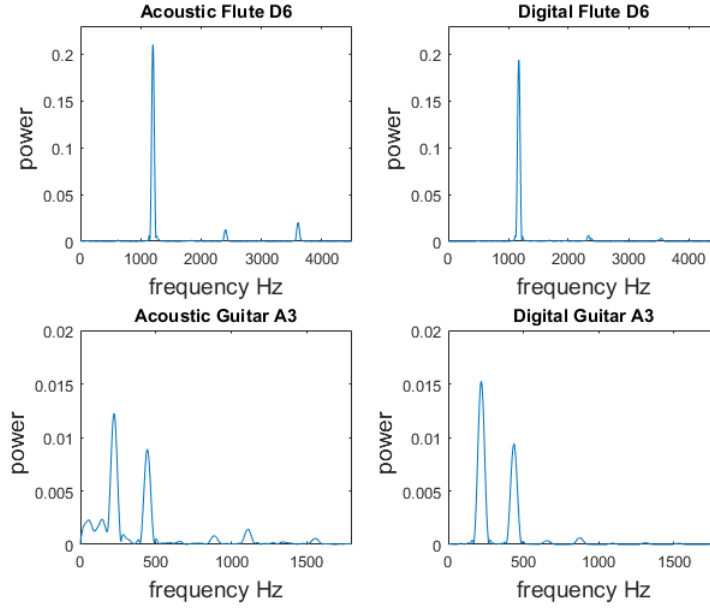 Acoustic Flute D6
0.2
0.15
0.1
0.05
0
power
0 1000 2000 3000 4000
frequency Hz
Digital Flute D6
0.2
0.15
0.1
0.05
0
power
0 1000 2000 3000 4000
frequency Hz
Acoustic Guitar A3
0.02
0.015
0.01
0.005
0
power
0 500 1000 1500
frequency Hz
Digital Guitar A3
0.02
0.015
0.01
0.005
0
power
0 500 1000 1500
frequency Hz